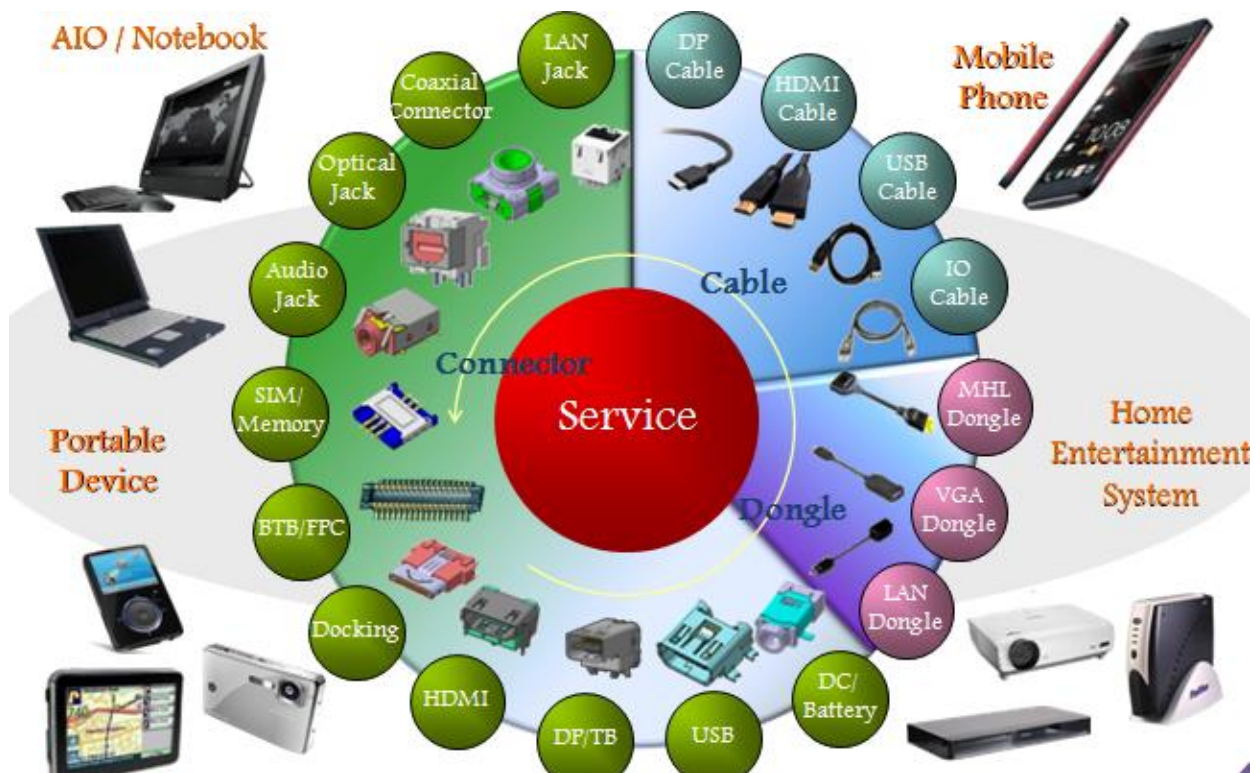 AIO / Notebook
LAN
Jack
DP
Cable
Mobile
Phone
Coaxial
Connector
HDMI
Cable
Optical
Jack
USB
Cable
Audio
Jack
IO
Cable
Cable
Connector
Service
SIM/
Memory
MHL
Dongle
Portable
Device
Home
Entertainment
System
BTB/FPC
Dongle
VGA
Dongle
Docking
LAN
Dongle
HDMI
DP/TB
USB
DC/
Battery
10:09